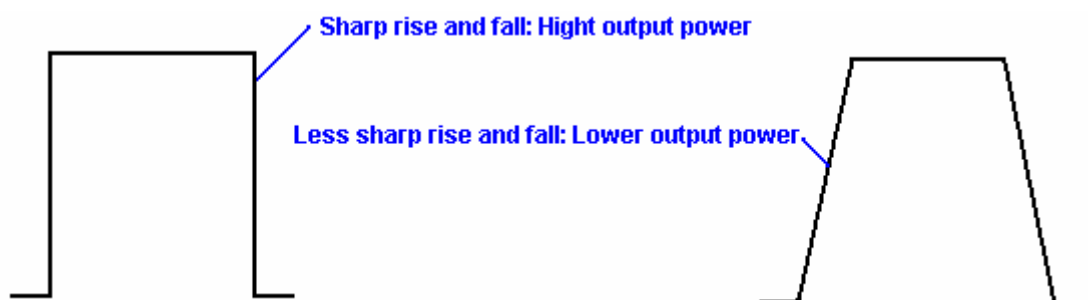 Sharp rise and fall: Hight output power
Less sharp rise and fall: Lower output power